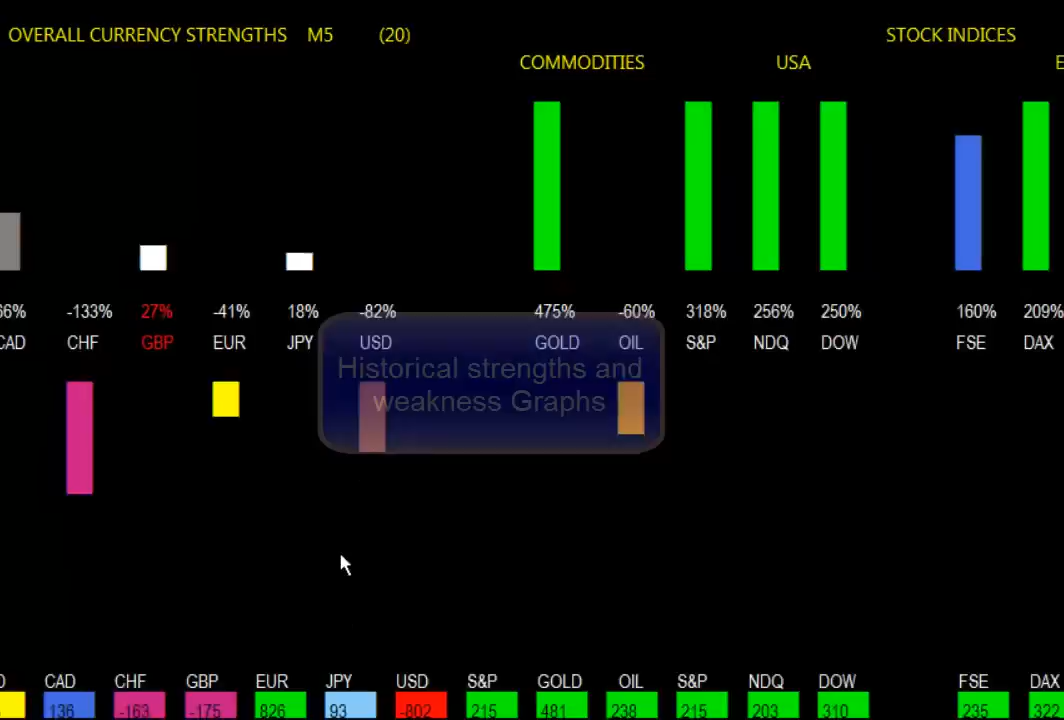 OVERALL CURRENCY STRENGTHS M5 (20) STOCK INDICES
COMMODITIES USA
66% -133% 27% -41% 18% -82% 475% -60% 318% 256% 250% 160% 209%
CAD CHF GBP EUR JPY USD GOLD OIL S&P NDQ DOW FSE DAX
Historical strengths and
weakness Graphs
CAD CHF GBP EUR JPY USD S&P GOLD OIL S&P NDQ DOW FSE DAX
136 -163 -175 826 93 -802 215 481 238 215 203 310 235 322